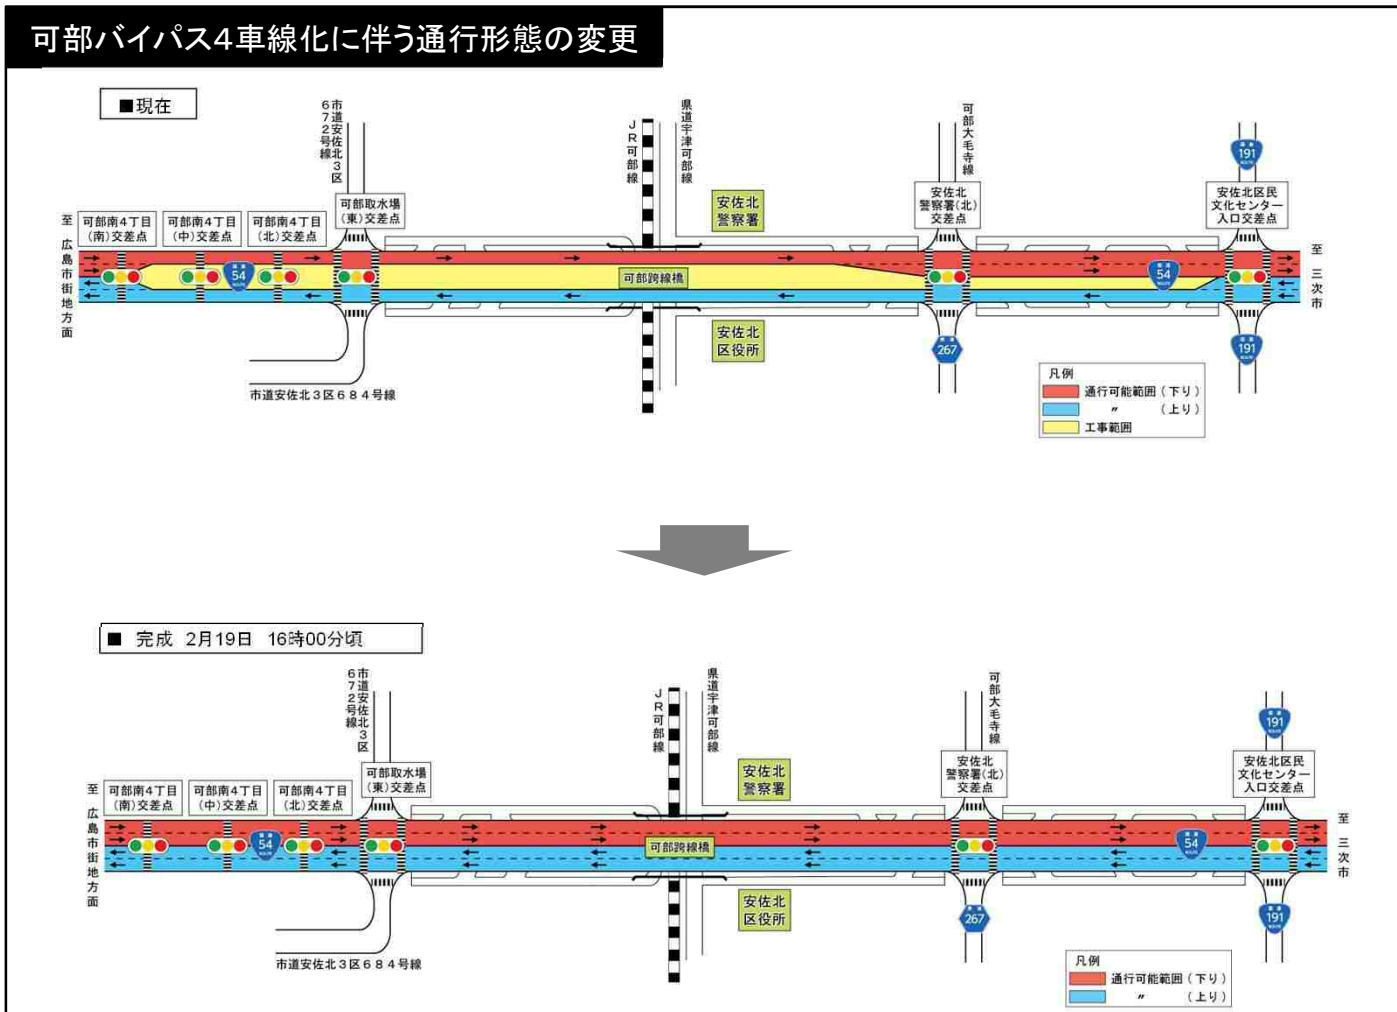 可部バイパス4車線化に伴う通行形態の変更
■現在
市道安佐北3区
672号線
JR可部線
県道宇津可部線
可部大毛寺線
191
ROUTE
可部取水場
(東)交差点
安佐北
警察署
安佐北
警察署(北)
交差点
安佐北区民
文化センター
入口交差点
至 広島市街地方面
可部南4丁目
(南)交差点
可部南4丁目
(中)交差点
可部南4丁目
(北)交差点
至 三次市
54
ROUTE
可部跨線橋
54
ROUTE
安佐北
区役所
267
191
ROUTE
市道安佐北3区684号線
凡例
通行可能範囲(下り)
〃 (上り)
工事範囲
■ 完成 2月19日 16時00分頃
市道安佐北3区
672号線
JR可部線
県道宇津可部線
可部大毛寺線
191
ROUTE
可部取水場
(東)交差点
安佐北
警察署
安佐北
警察署(北)
交差点
安佐北区民
文化センター
入口交差点
至 広島市街地方面
可部南4丁目
(南)交差点
可部南4丁目
(中)交差点
可部南4丁目
(北)交差点
至 三次市
54
ROUTE
可部跨線橋
54
ROUTE
安佐北
区役所
267
191
ROUTE
市道安佐北3区684号線
凡例
通行可能範囲(下り)
〃 (上り)